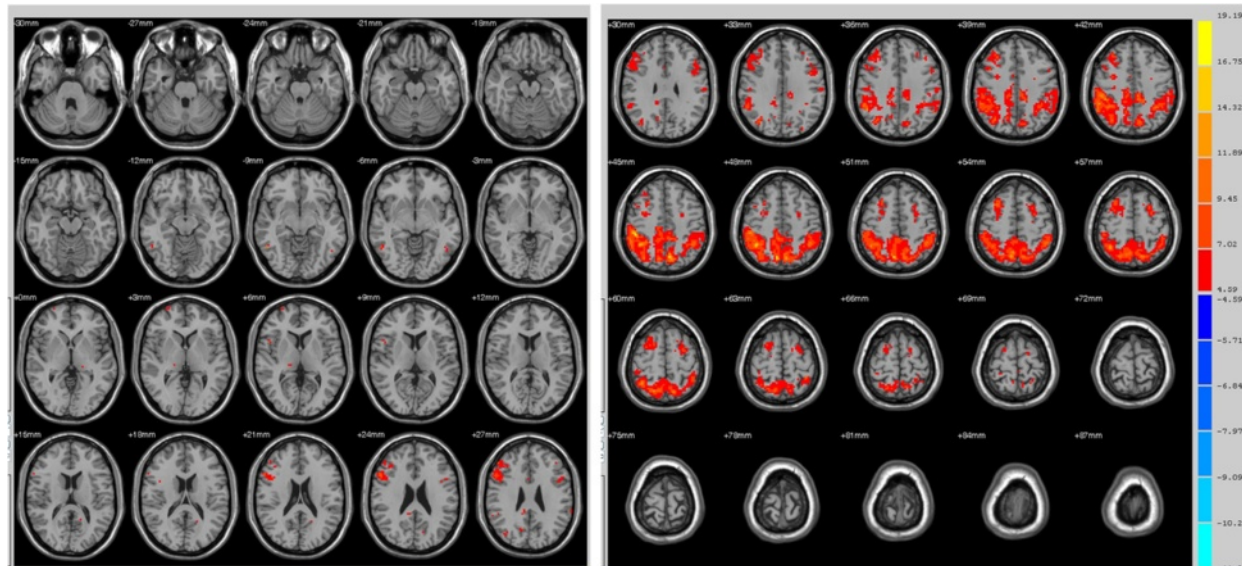 -30mm -27mm -24mm -21mm -18mm
-15mm -12mm -9mm -6mm -3mm
+0mm +3mm +6mm +9mm +12mm
+15mm +18mm +21mm +24mm +27mm
+30mm +33mm +36mm +39mm +42mm
+45mm +48mm +51mm +54mm +57mm
+60mm +63mm +66mm +69mm +72mm
+75mm +78mm +81mm +84mm +87mm
19.19
16.75
14.32
11.89
9.45
7.02
4.59
-4.59
-5.71
-6.84
-7.97
-9.09
-10.2